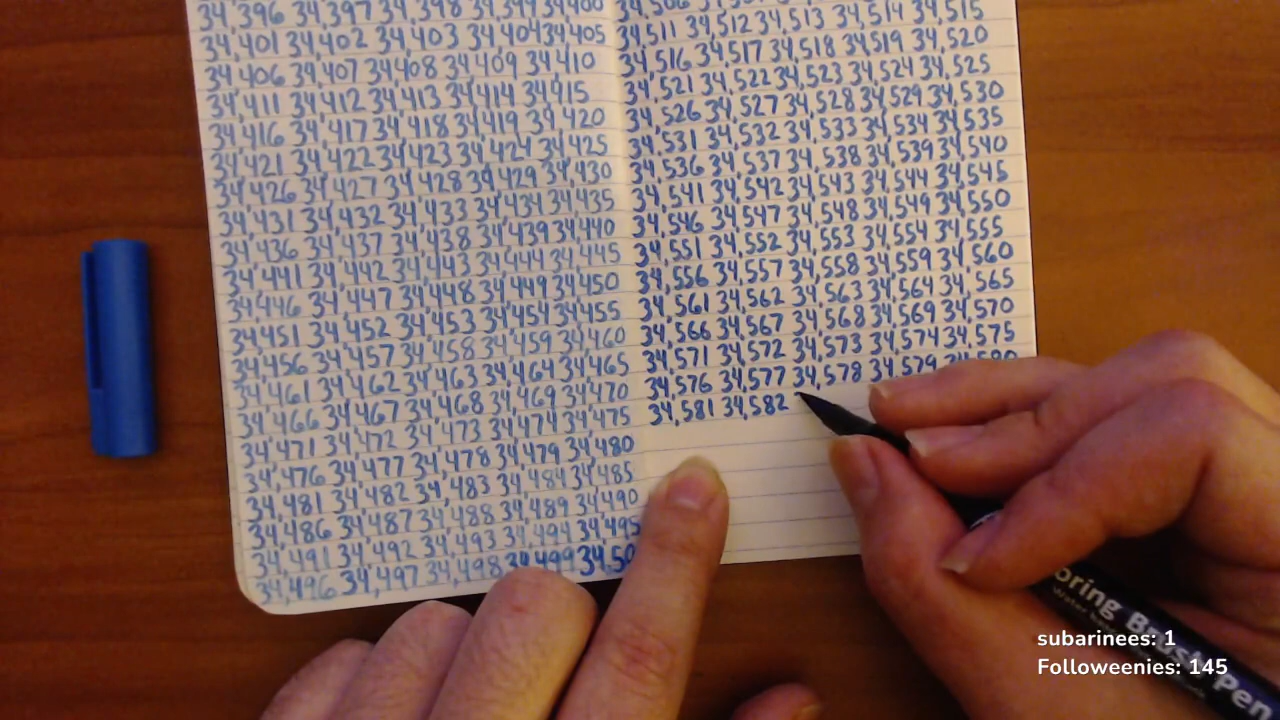 34,396 34,397 34,398 34,399 34,400
34,401 34,402 34,403 34,404 34,405
34,406 34,407 34,408 34,409 34,410
34,411 34,412 34,413 34,414 34,415
34,416 34,417 34,418 34,419 34,420
34,421 34,422 34,423 34,424 34,425
34,426 34,427 34,428 34,429 34,430
34,431 34,432 34,433 34,434 34,435
34,436 34,437 34,438 34,439 34,440
34,441 34,442 34,443 34,444 34,445
34,446 34,447 34,448 34,449 34,450
34,451 34,452 34,453 34,454 34,455
34,456 34,457 34,458 34,459 34,460
34,461 34,462 34,463 34,464 34,465
34,466 34,467 34,468 34,469 34,470
34,471 34,472 34,473 34,474 34,475
34,476 34,477 34,478 34,479 34,480
34,481 34,482 34,483 34,484 34,485
34,486 34,487 34,488 34,489 34,490
34,491 34,492 34,493 34,494 34,495
34,496 34,497 34,498 34,499 34,50
34,511 34,512 34,513 34,514 34,515
34,516 34,517 34,518 34,519 34,520
34,521 34,522 34,523 34,524 34,525
34,526 34,527 34,528 34,529 34,530
34,531 34,532 34,533 34,534 34,535
34,536 34,537 34,538 34,539 34,540
34,541 34,542 34,543 34,544 34,545
34,546 34,547 34,548 34,549 34,550
34,551 34,552 34,553 34,554 34,555
34,556 34,557 34,558 34,559 34,560
34,561 34,562 34,563 34,564 34,565
34,566 34,567 34,568 34,569 34,570
34,571 34,572 34,573 34,574 34,575
34,576 34,577 34,578 34,579 34,580
34,581 34,582
oring Brush Pen
subarinees: 1
Followeenies: 145